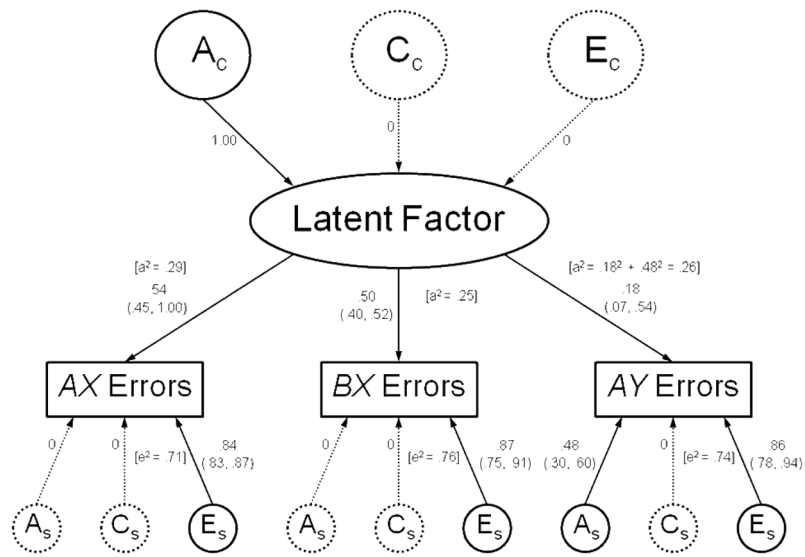 Ac Cc Ec
1.00 0 0
Latent Factor
[a² = .29] [a² = .18² + .48² = .26]
.54 .50 [a² = .25] .18
(.45, 1.00) (.40, .52) (.07, .54)
AX Errors BX Errors AY Errors
0 0 .84 0 0 .87 .48 0 .86
[e² = .71] (.83, .87) [e² = .76] (.75, .91) (.30, .60) [e² = .74] (.78, .94)
As Cs Es As Cs Es As Cs Es